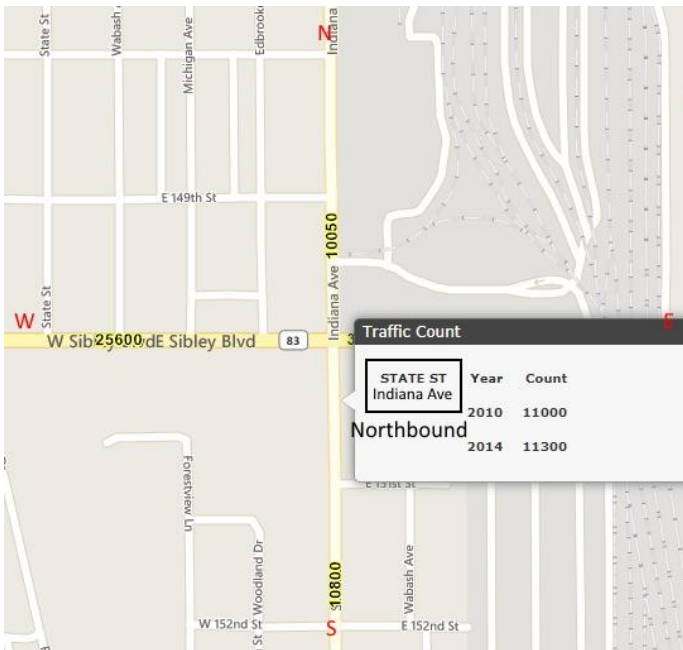 State St
Wabash
Michigan Ave
Edbrooke
N
Indiana
E 149th St
10050
Indiana Ave
State St
W
E
W Sib
25600
E Sibley Blvd
83
Traffic Count
STATE ST Year Count
Indiana Ave
2010 11000
Northbound
2014 11300
E 151st St
Forestview Ln
Woodland Dr
Wabash Ave
10800
W 152nd St
S
E 152nd St